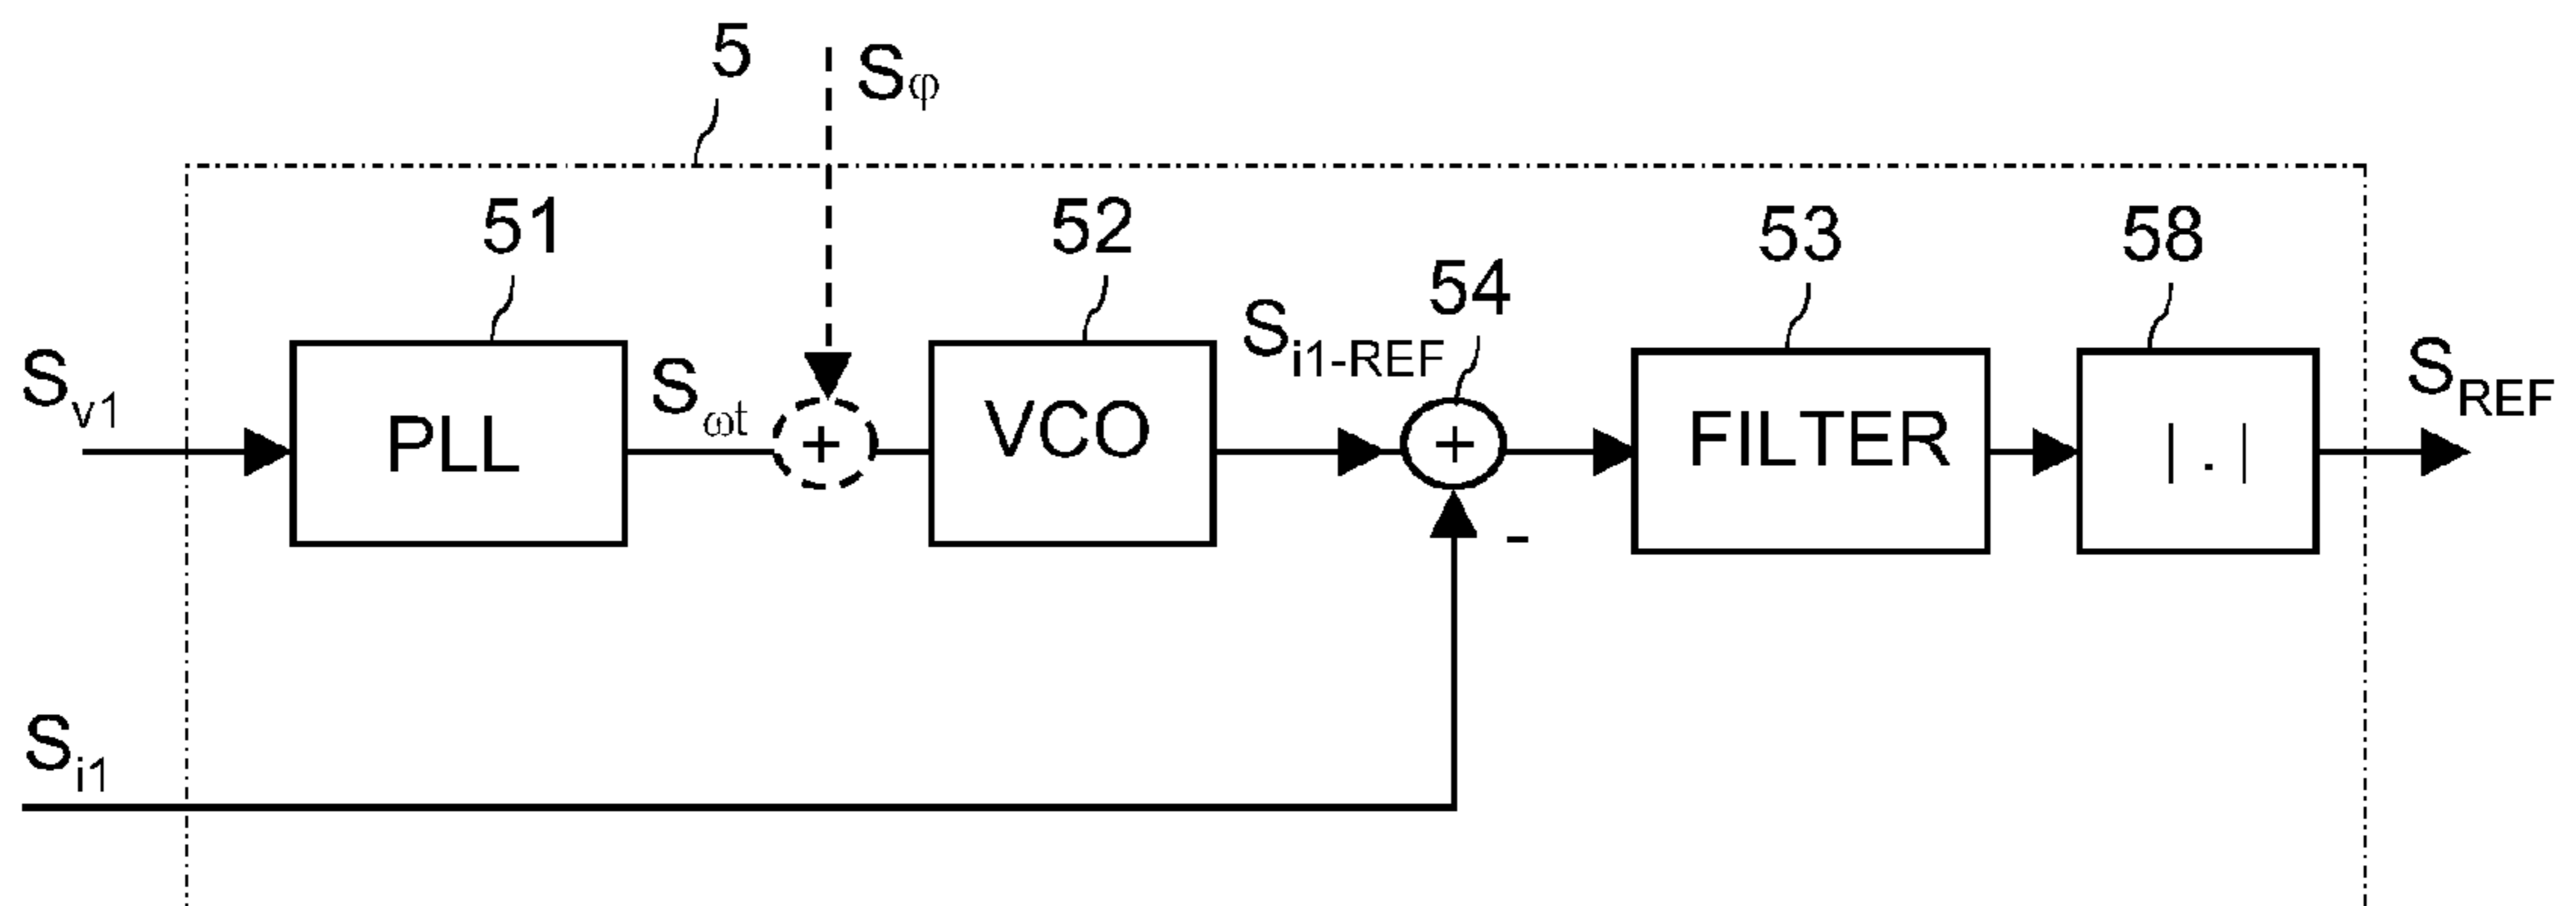 5
Sφ
51
52
54
53
58
Sv1
PLL
Sωt
+
VCO
Si1-REF
+
-
FILTER
| . |
SREF
Si1